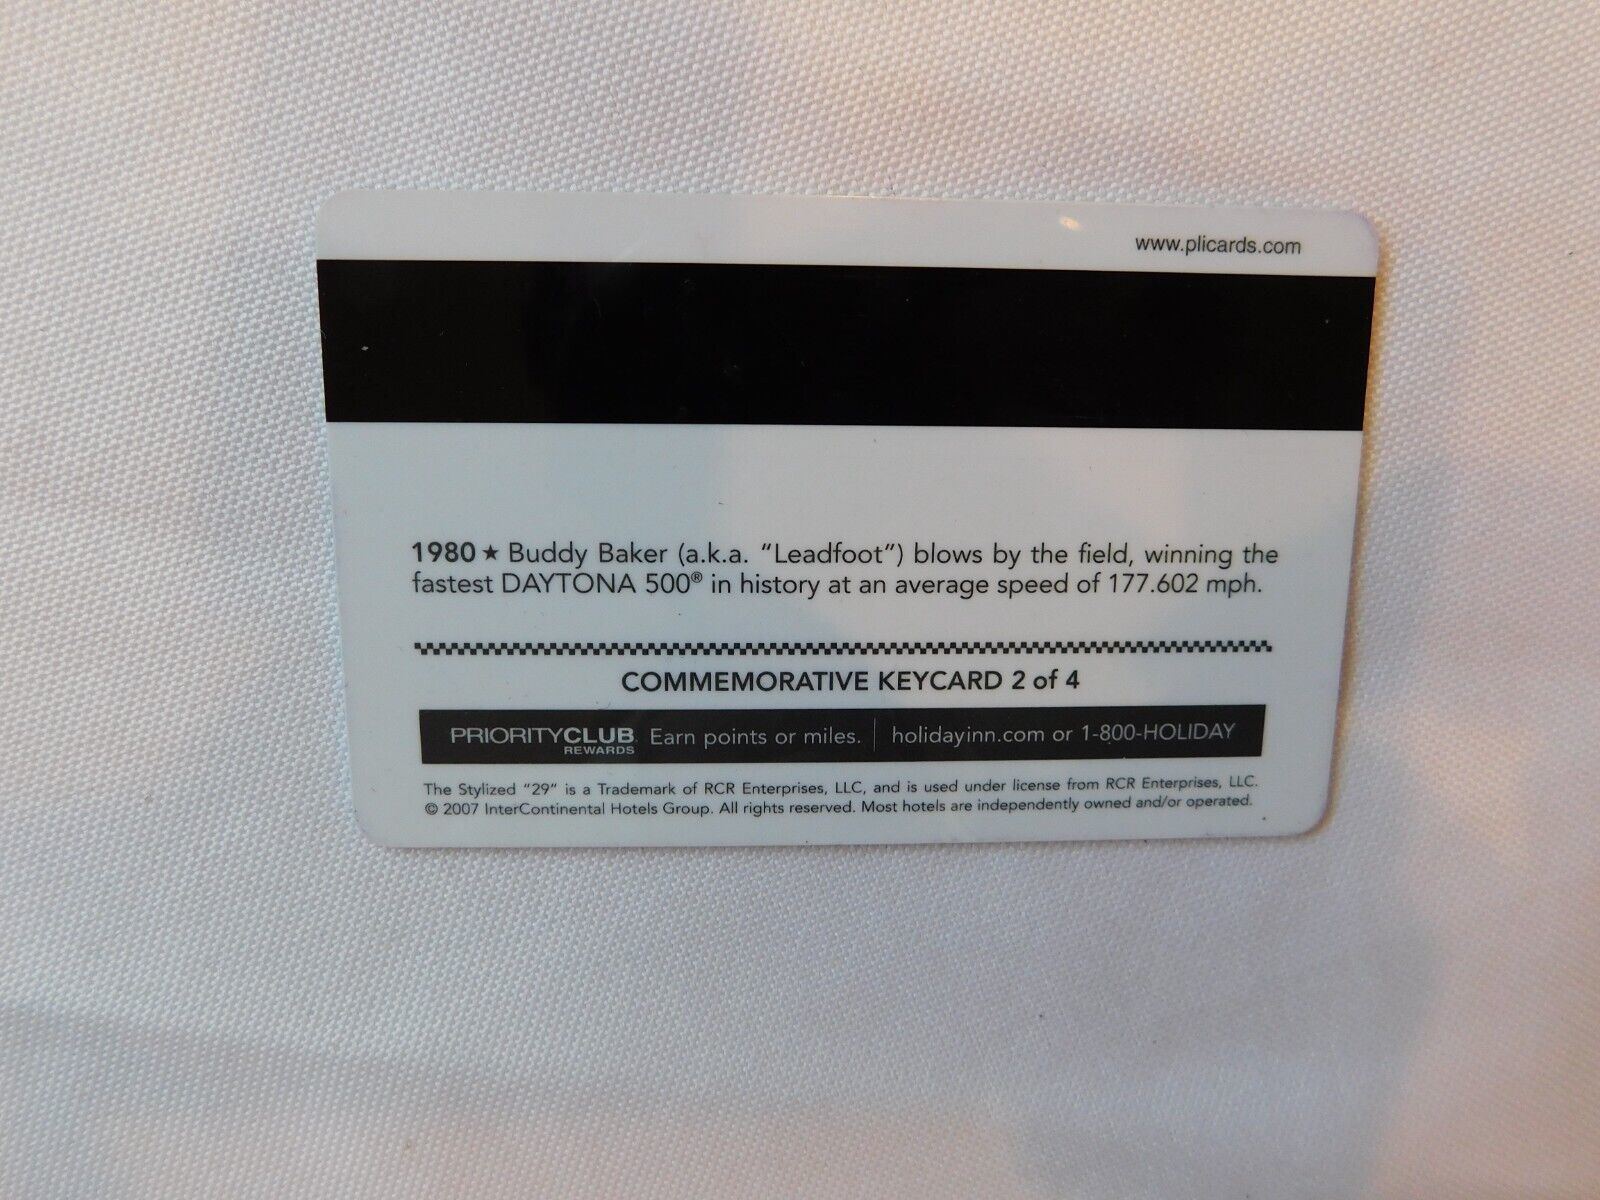 www.plicards.com
1980 ★ Buddy Baker (a.k.a. “Leadfoot”) blows by the field, winning the
fastest DAYTONA 500® in history at an average speed of 177.602 mph.
COMMEMORATIVE KEYCARD 2 of 4
PRIORITYCLUB REWARDS Earn points or miles. | holidayinn.com or 1-800-HOLIDAY
The Stylized “29” is a Trademark of RCR Enterprises, LLC, and is used under license from RCR Enterprises, LLC.
© 2007 InterContinental Hotels Group. All rights reserved. Most hotels are independently owned and/or operated.